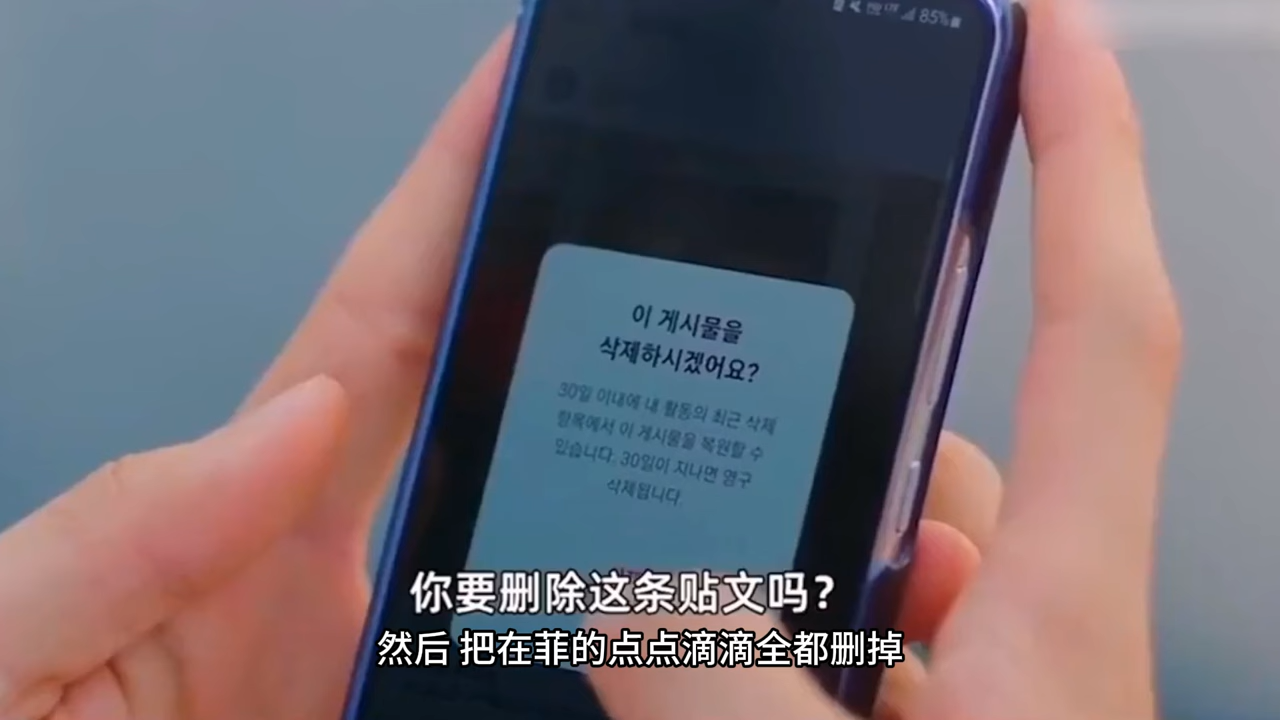 85%
이 게시물을
삭제하시겠어요?
30일 이내에 내 활동의 최근 삭제
항목에서 이 게시물을 복원할 수
있습니다. 30일이 지나면 영구
삭제됩니다.
你要删除这条贴文吗？
然后 把在菲的点点滴滴全都删掉